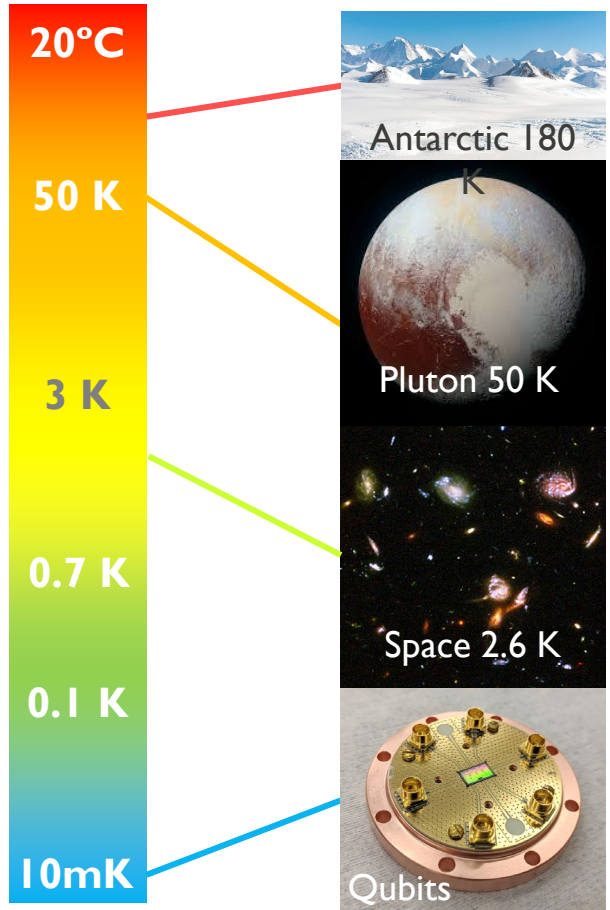 20°C
50 K
3 K
0.7 K
0.1 K
10mK
Antarctic 180
K
Pluton 50 K
Space 2.6 K
Qubits